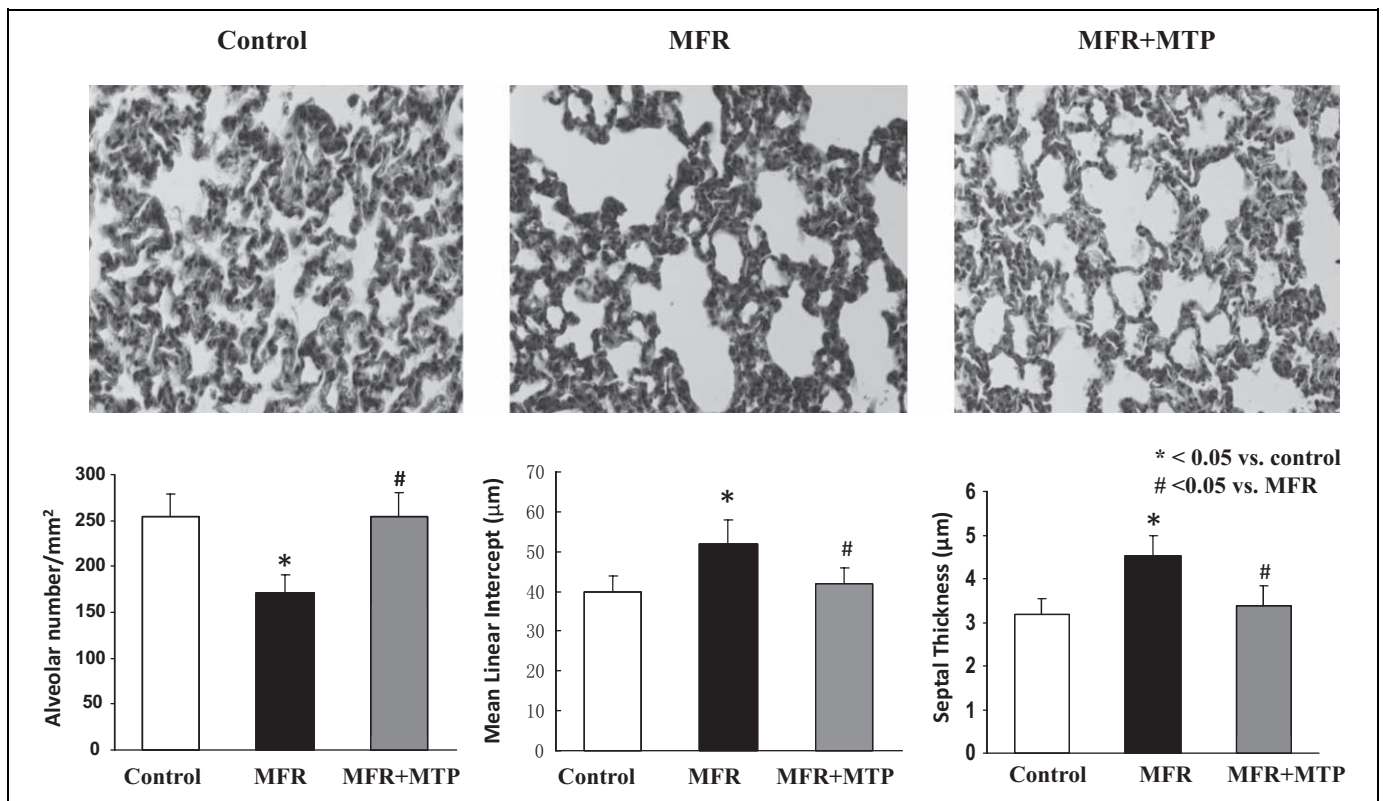 Control
MFR
MFR+MTP
* < 0.05 vs. control
# <0.05 vs. MFR
Alveolar number/mm²
300
250
200
150
100
50
0
*
#
Control
MFR
MFR+MTP
Mean Linear Intercept (μm)
70
60
50
40
30
20
10
0
*
#
Control
MFR
MFR+MTP
Septal Thickness (μm)
6
5
4
3
2
1
0
*
#
Control
MFR
MFR+MTP